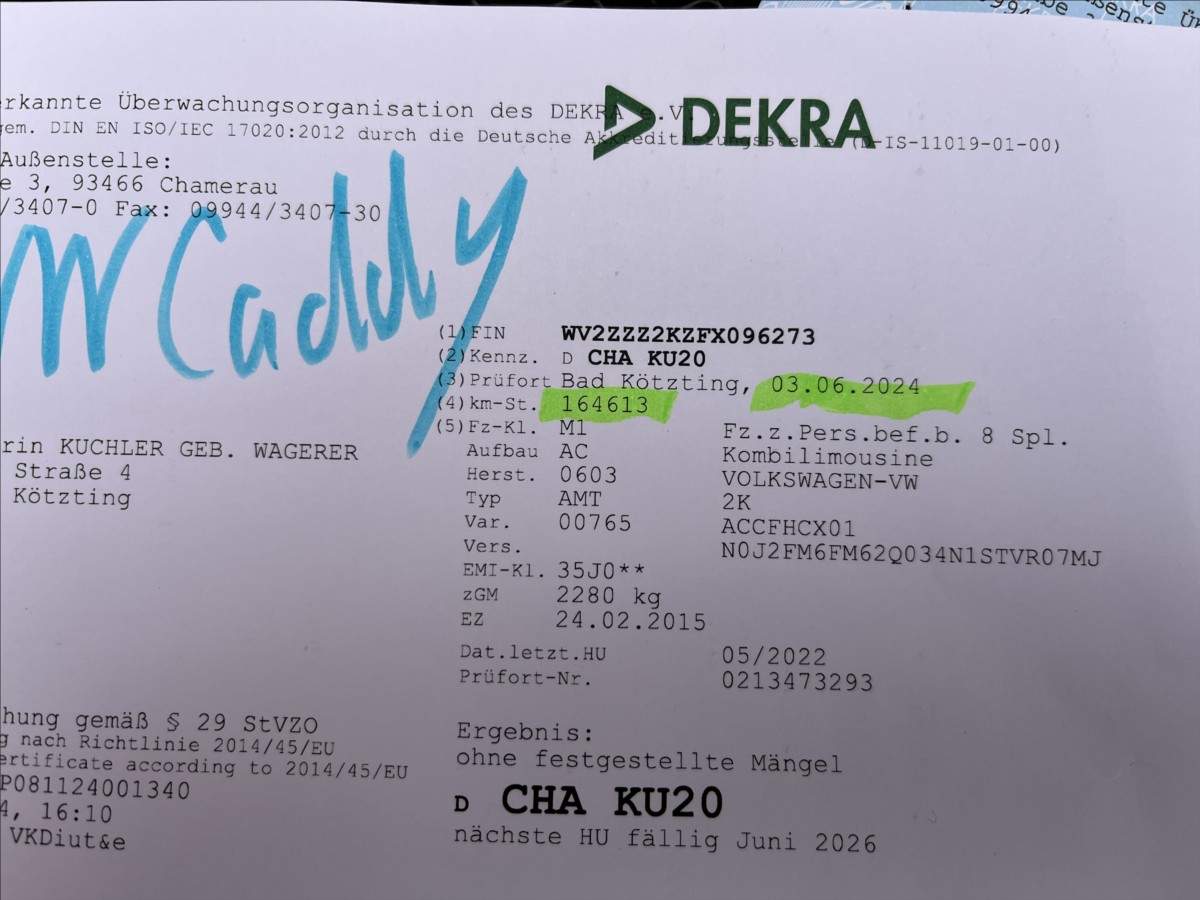 erkannte Überwachungsorganisation des DEKRA e.V.
DEKRA
gem. DIN EN ISO/IEC 17020:2012 durch die Deutsche Akkreditierungsstelle (D-IS-11019-01-00)
Außenstelle:
e 3, 93466 Chamerau
/3407-0 Fax: 09944/3407-30
W Caddy
(1) FIN WV2ZZZ2KZFX096273
(2) Kennz. D CHA KU20
(3) Prüfort Bad Kötzting, 03.06.2024
(4) km-St. 164613
(5) Fz-Kl. M1 Fz.z.Pers.bef.b. 8 Spl.
Aufbau AC Kombilimousine
Herst. 0603 VOLKSWAGEN-VW
Typ AMT 2K
Var. 00765 ACCFHCX01
Vers. N0J2FM6FM62Q034N1STVR07MJ
EMI-Kl. 35J0**
zGM 2280 kg
EZ 24.02.2015
Dat.letzt.HU 05/2022
Prüfort-Nr. 0213473293
rin KUCHLER GEB. WAGERER
Straße 4
Kötzting
hung gemäß § 29 StVZO
g nach Richtlinie 2014/45/EU
ertificate according to 2014/45/EU
P081124001340
4, 16:10
VKDiut&e
Ergebnis:
ohne festgestellte Mängel
D CHA KU20
nächste HU fällig Juni 2026